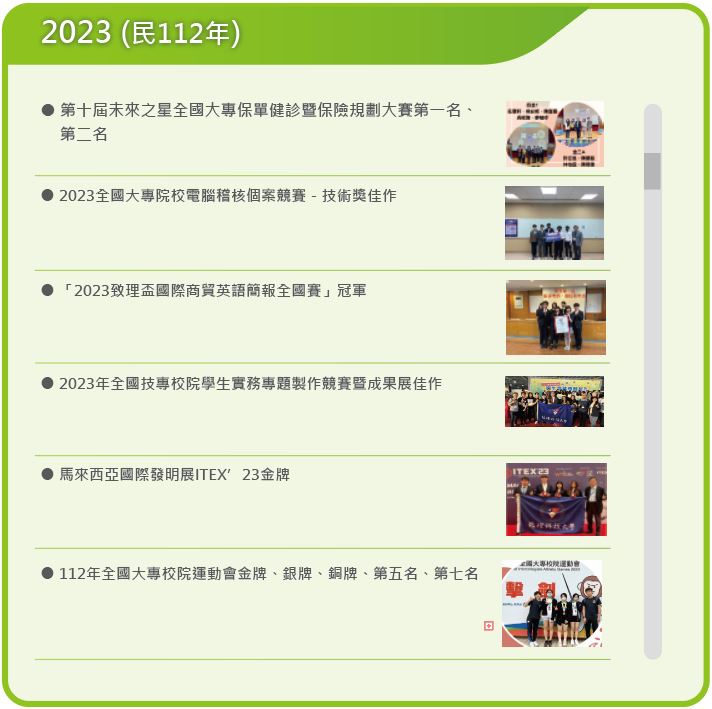 2023 (民112年)
● 第十屆未來之星全國大專保單健診暨保險規劃大賽第一名、
第二名
● 2023全國大專院校電腦稽核個案競賽 - 技術獎佳作
● 「2023致理盃國際商貿英語簡報全國賽」冠軍
● 2023年全國技專校院學生實務專題製作競賽暨成果展佳作
● 馬來西亞國際發明展ITEX’23金牌
ITEX 23
● 112年全國大專校院運動會金牌、銀牌、銅牌、第五名、第七名
全國大專校院運動會